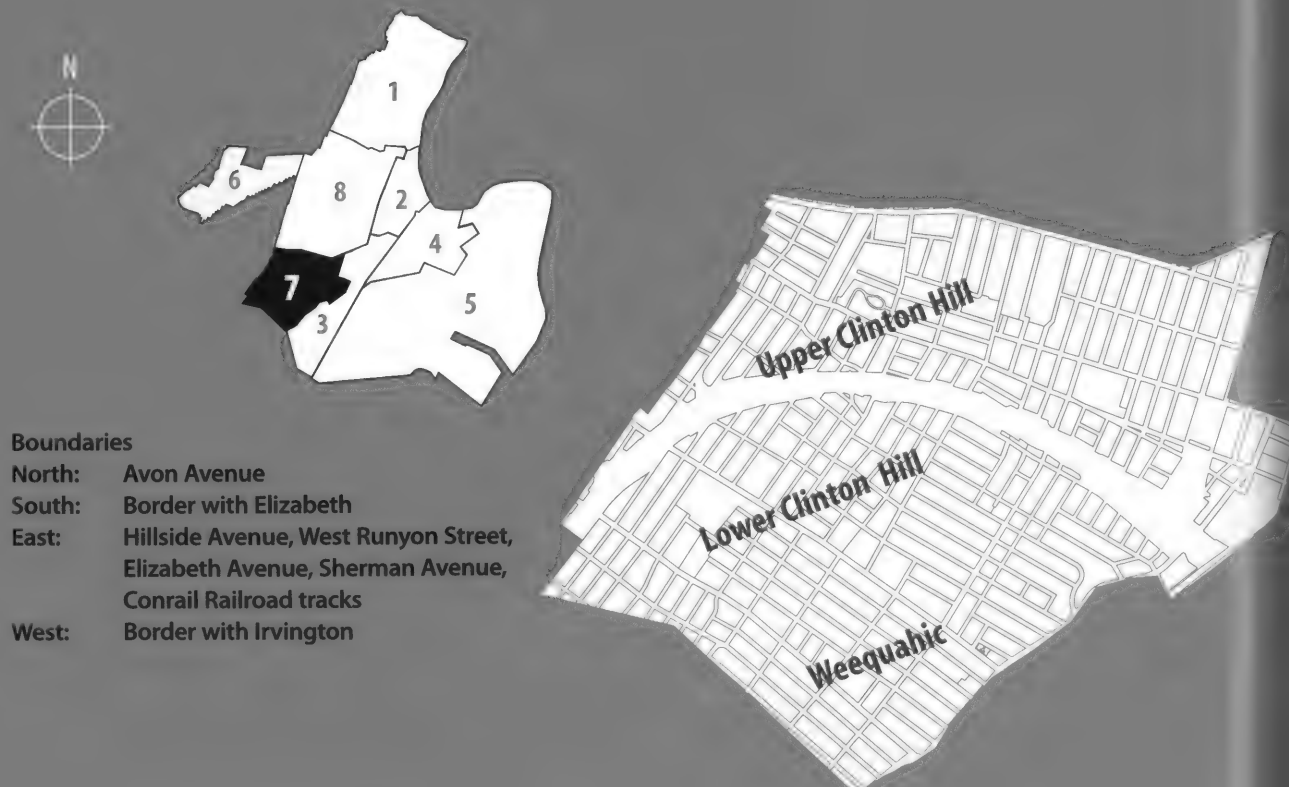 N
1
6
8
2
4
7
5
3
Boundaries
North: Avon Avenue
South: Border with Elizabeth
East: Hillside Avenue, West Runyon Street,
Elizabeth Avenue, Sherman Avenue,
Conrail Railroad tracks
West: Border with Irvington
Upper Clinton Hill
Lower Clinton Hill
Weequahic